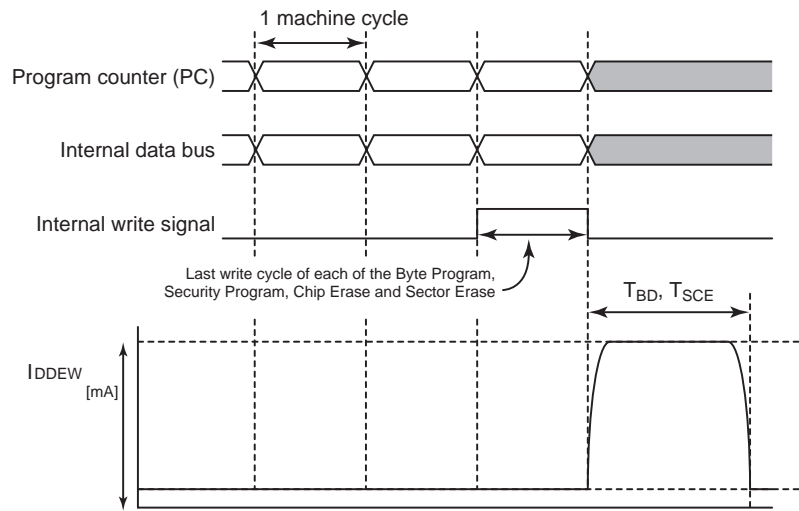 1 machine cycle
Program counter (PC)
Internal data bus
Internal write signal
Last write cycle of each of the Byte Program,
Security Program, Chip Erase and Sector Erase
TBD, TSCE
IDDEW
[mA]